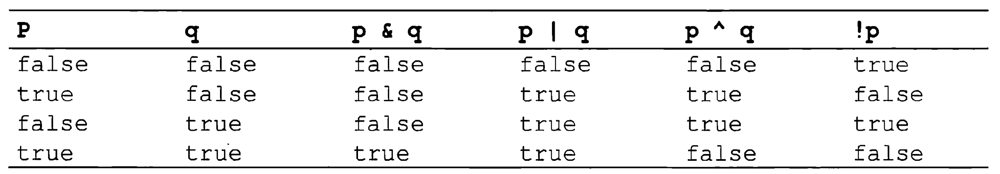 P q p & q p | q p ^ q !p
false false false false false true
true false false true true false
false true false true true true
true true true true false false